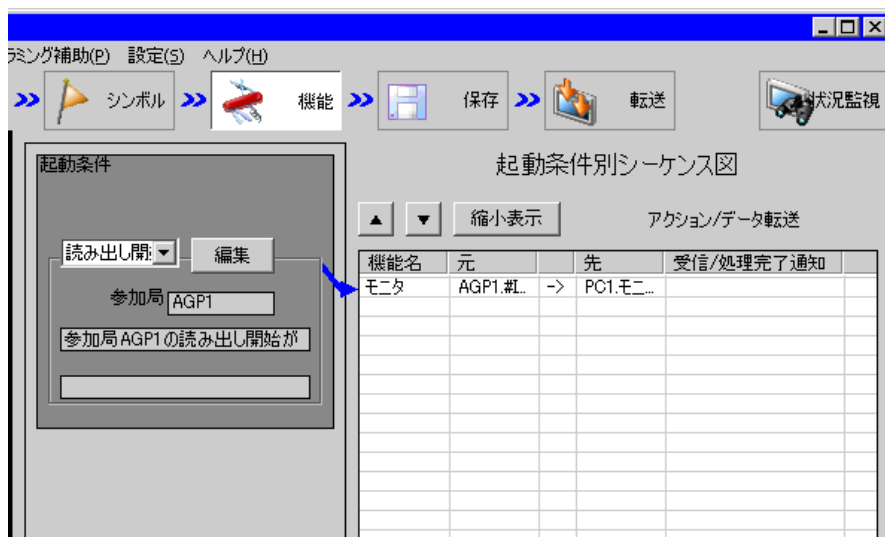 ラミング補助(P) 設定(S) ヘルプ(H)
シンボル 機能 保存 転送 状況監視
起動条件
読み出し開 編集
参加局 AGP1
参加局AGP1の読み出し開始が
起動条件別シーケンス図
▲ ▼ 縮小表示 アクション/データ転送
機能名 元 先 受信/処理完了通知
モニタ AGP1.#I... -> PC1.モニ...